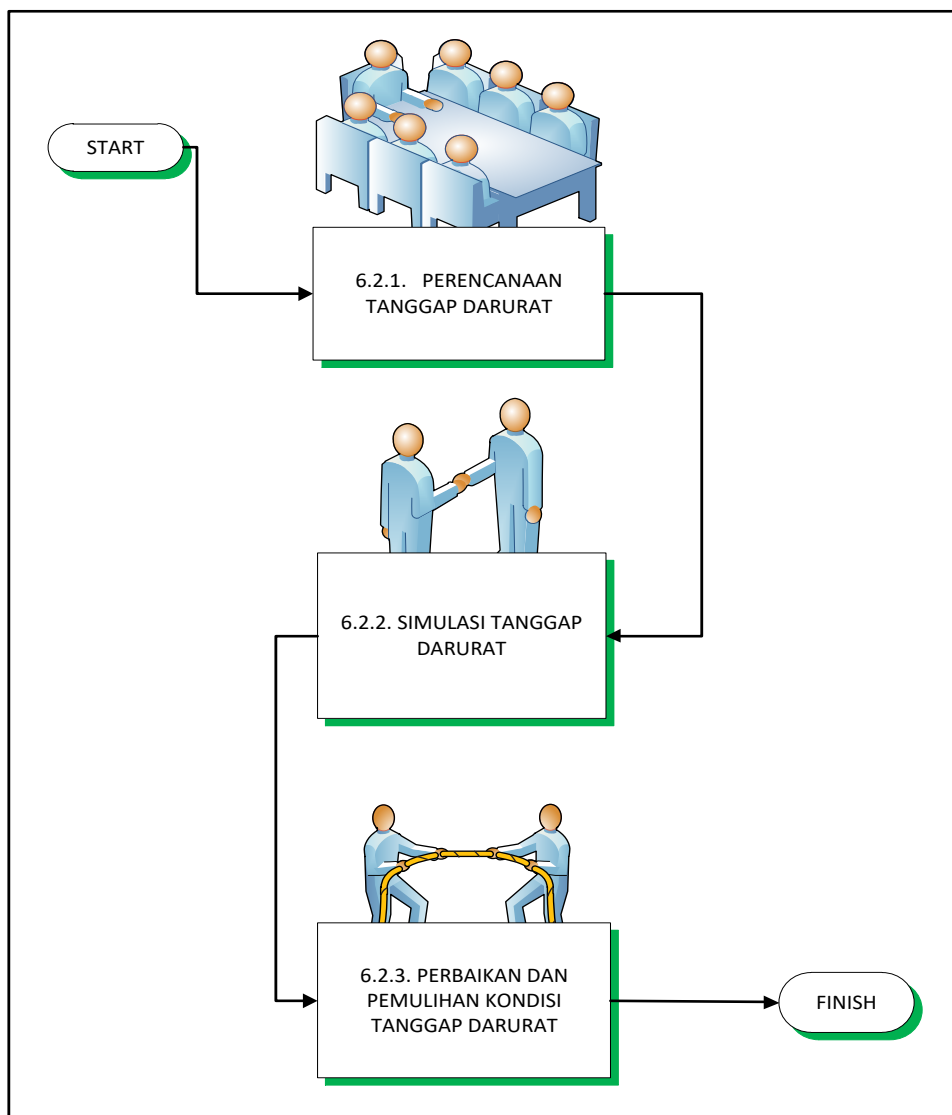 START
6.2.1. PERENCANAAN
TANGGAP DARURAT
6.2.2. SIMULASI TANGGAP
DARURAT
6.2.3. PERBAIKAN DAN
PEMULIHAN KONDISI
TANGGAP DARURAT
FINISH